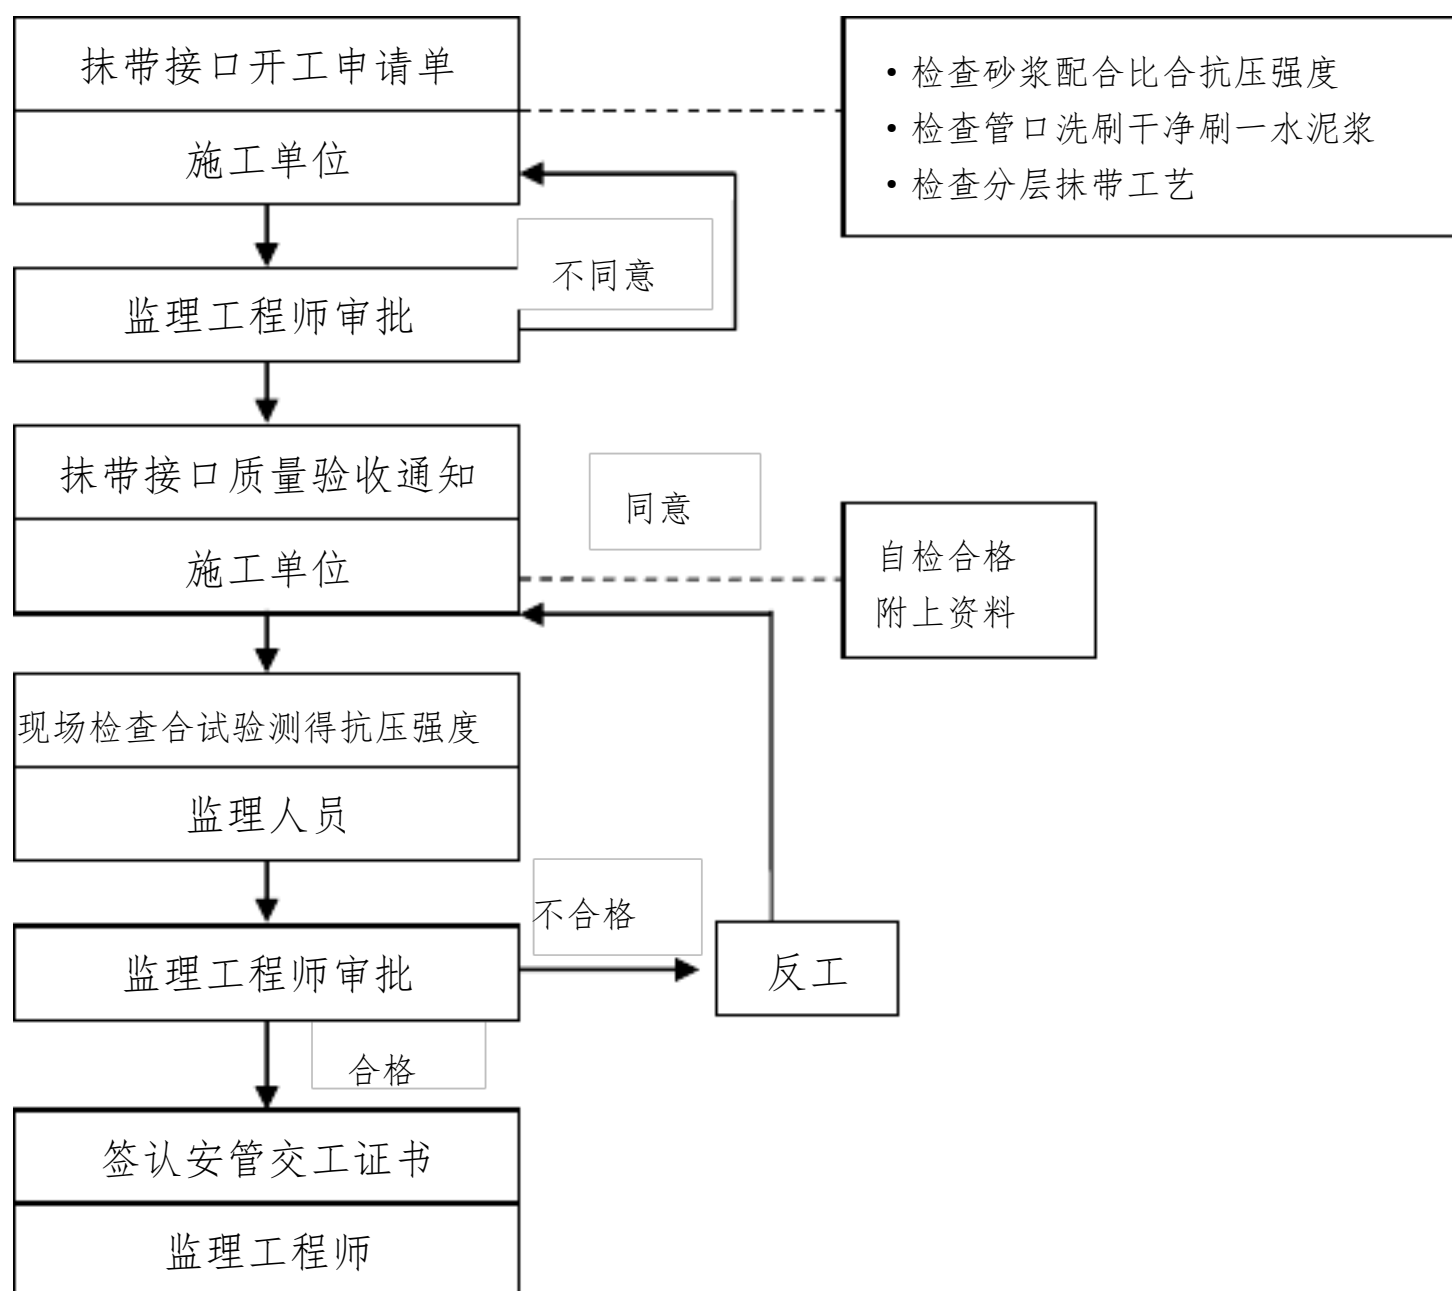 抹带接口开工申请单
施工单位
• 检查砂浆配合比合抗压强度
• 检查管口洗刷干净刷一水泥浆
• 检查分层抹带工艺
不同意
监理工程师审批
抹带接口质量验收通知
施工单位
同意
自检合格
附上资料
现场检查合试验测得抗压强度
监理人员
不合格
监理工程师审批
反工
合格
签认安管交工证书
监理工程师